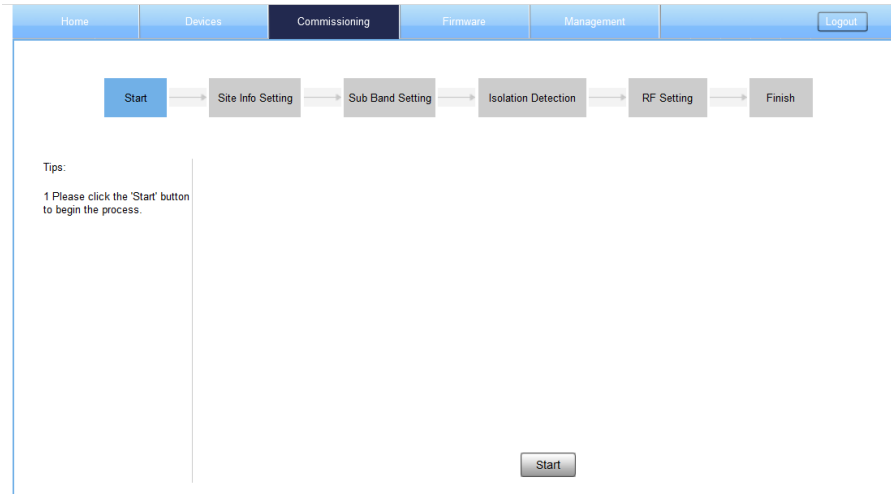 Home Devices Commissioning Firmware Management Logout
Start Site Info Setting Sub Band Setting Isolation Detection RF Setting Finish
Tips:
1 Please click the 'Start' button
to begin the process.
Start